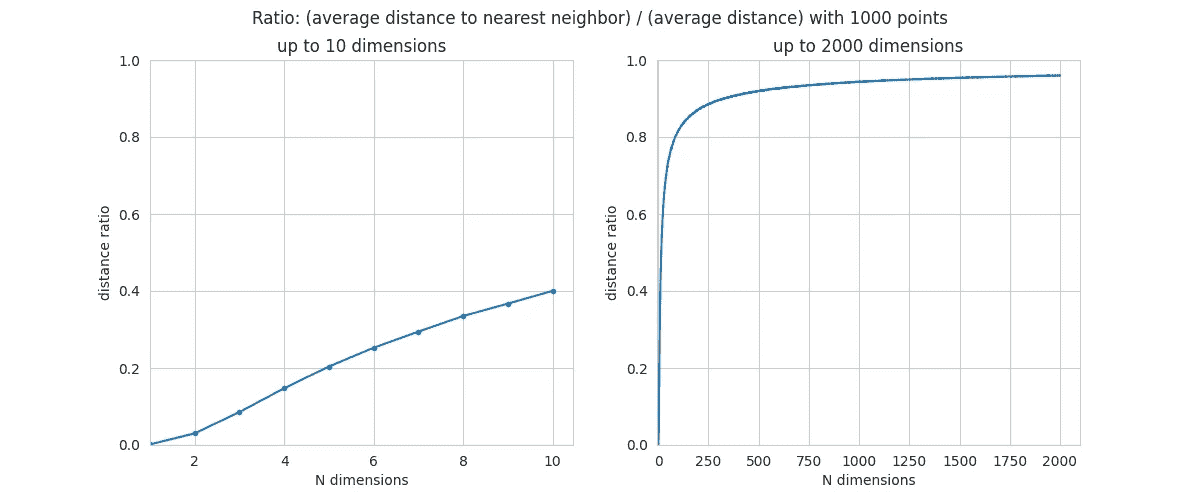 Ratio: (average distance to nearest neighbor) / (average distance) with 1000 points
up to 10 dimensions
1.0
0.8
0.6
0.4
0.2
0.0
distance ratio
2 4 6 8 10
N dimensions
up to 2000 dimensions
1.0
0.8
0.6
0.4
0.2
0.0
distance ratio
0 250 500 750 1000 1250 1500 1750 2000
N dimensions